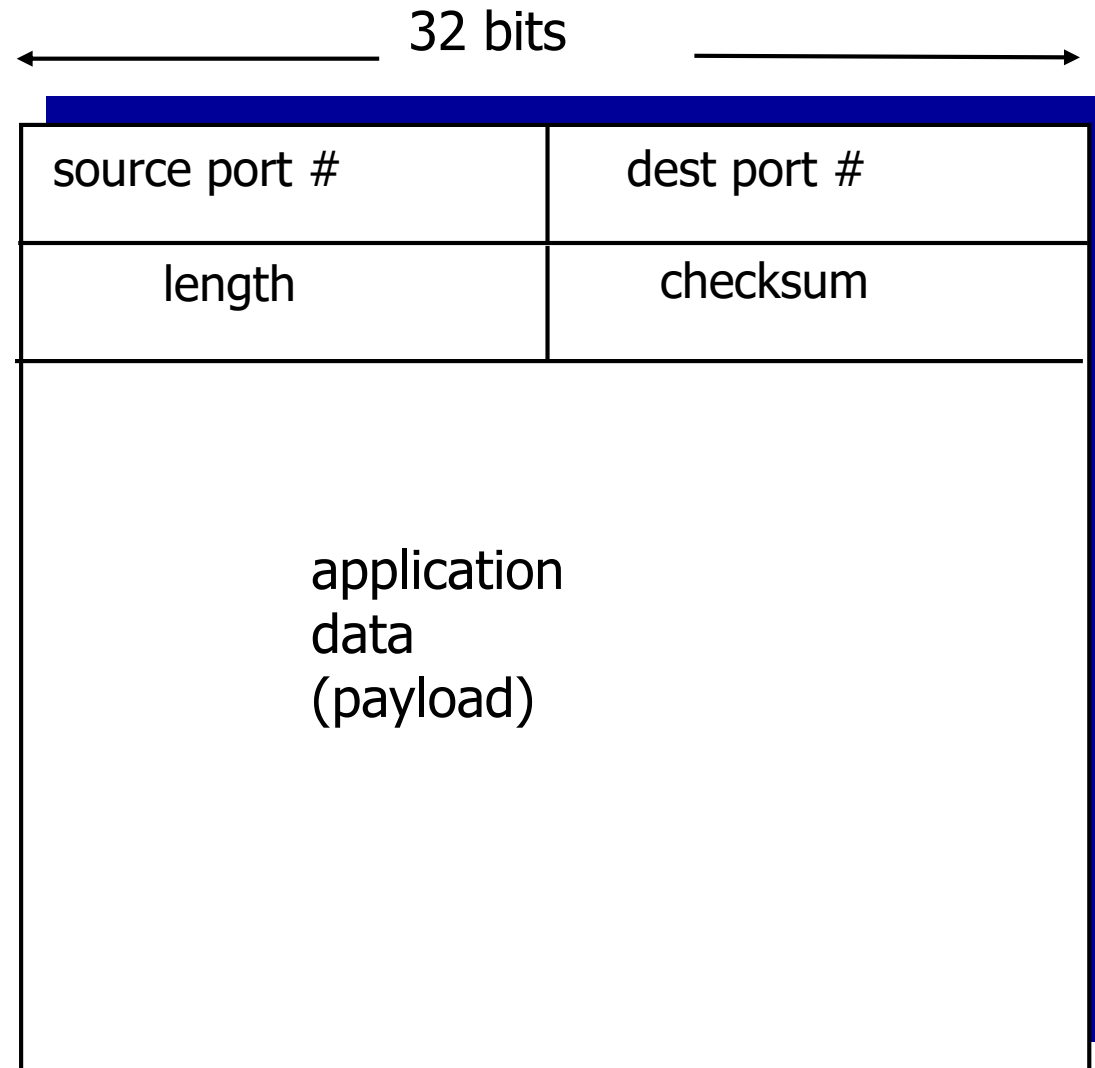 32 bits
source port #
dest port #
length
checksum
application
data
(payload)